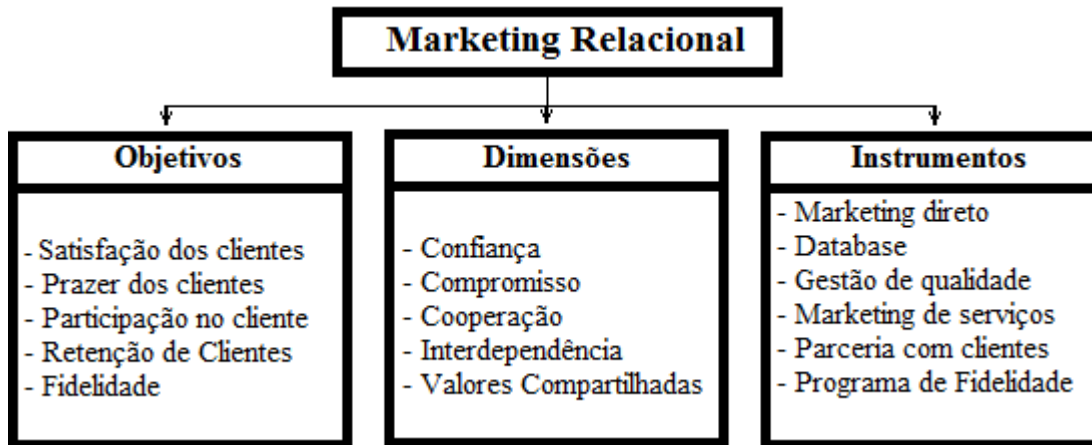 Marketing Relacional
Objetivos
- Satisfação dos clientes
- Prazer dos clientes
- Participação no cliente
- Retenção de Clientes
- Fidelidade
Dimensões
- Confiança
- Compromisso
- Cooperação
- Interdependência
- Valores Compartilhadas
Instrumentos
- Marketing direto
- Database
- Gestão de qualidade
- Marketing de serviços
- Parceria com clientes
- Programa de Fidelidade